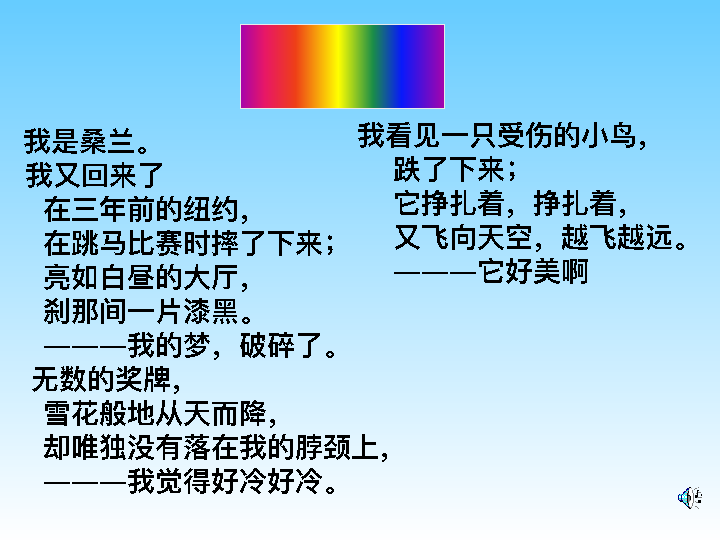 我是桑兰。
我又回来了
在三年前的纽约，
在跳马比赛时摔了下来；
亮如白昼的大厅，
刹那间一片漆黑。
———我的梦，破碎了。
无数的奖牌，
雪花般地从天而降，
却唯独没有落在我的脖颈上，
———我觉得好冷好冷。
我看见一只受伤的小鸟，
跌了下来；
它挣扎着，挣扎着，
又飞向天空，越飞越远。
———它好美啊